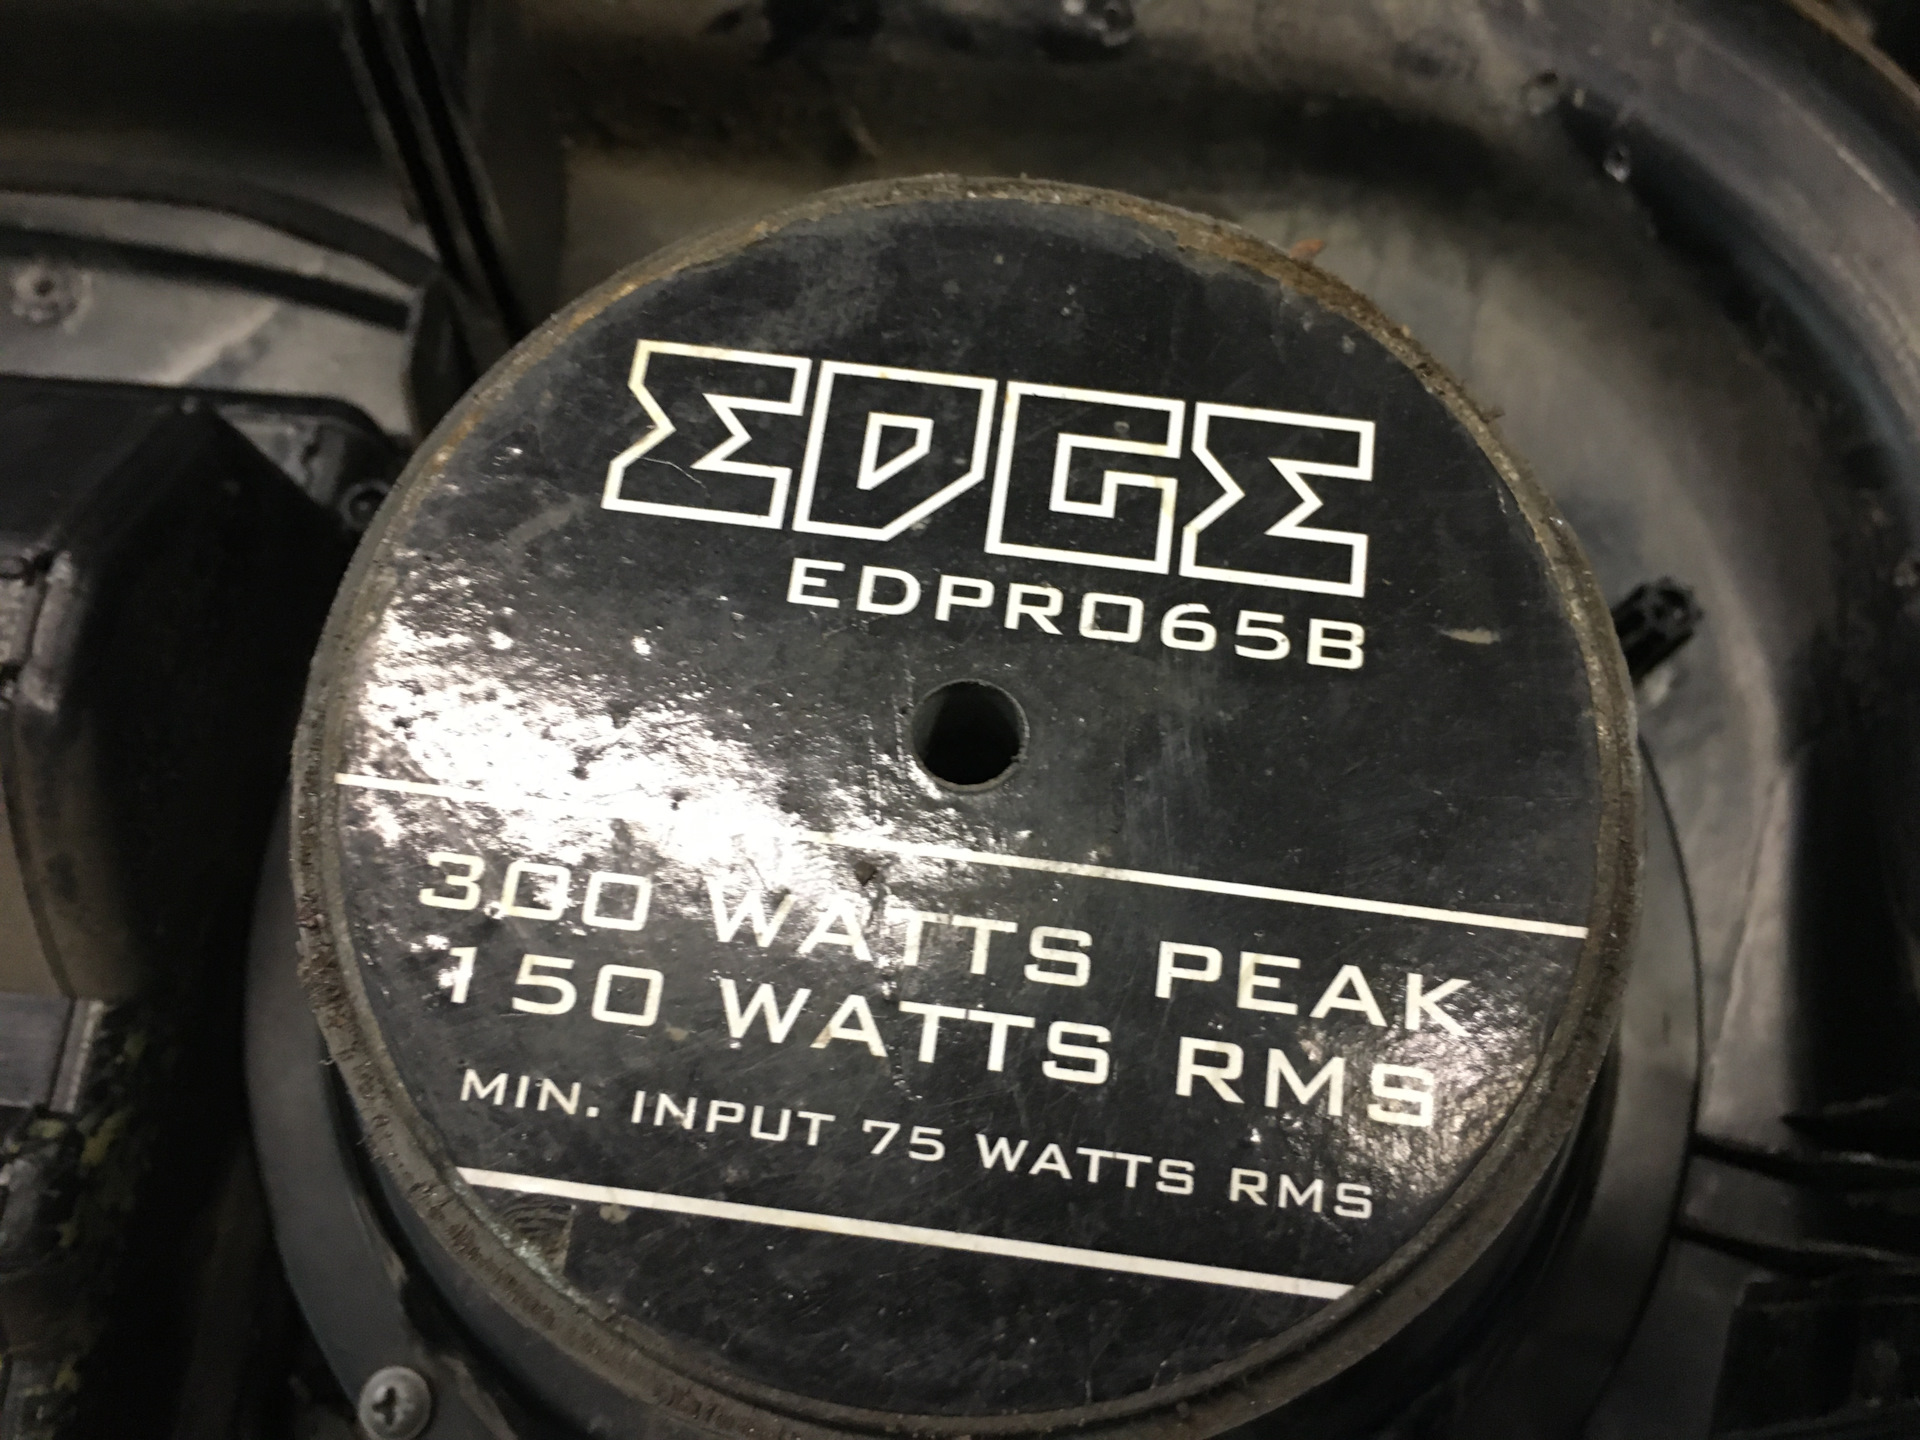 EDGE
EDPRO65B
300 WATTS PEAK
150 WATTS RMS
MIN. INPUT 75 WATTS RMS